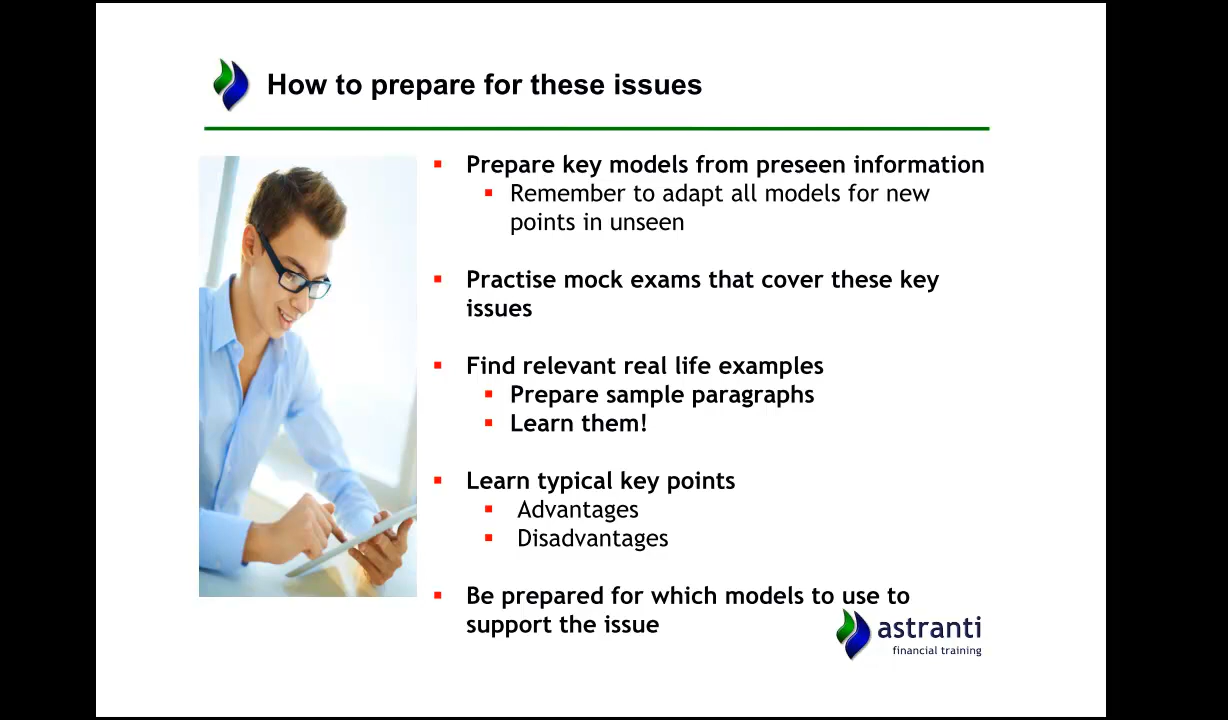 How to prepare for these issues
Prepare key models from preseen information
Remember to adapt all models for new
points in unseen
Practise mock exams that cover these key
issues
Find relevant real life examples
Prepare sample paragraphs
Learn them!
Learn typical key points
Advantages
Disadvantages
Be prepared for which models to use to
support the issue
astranti
financial training